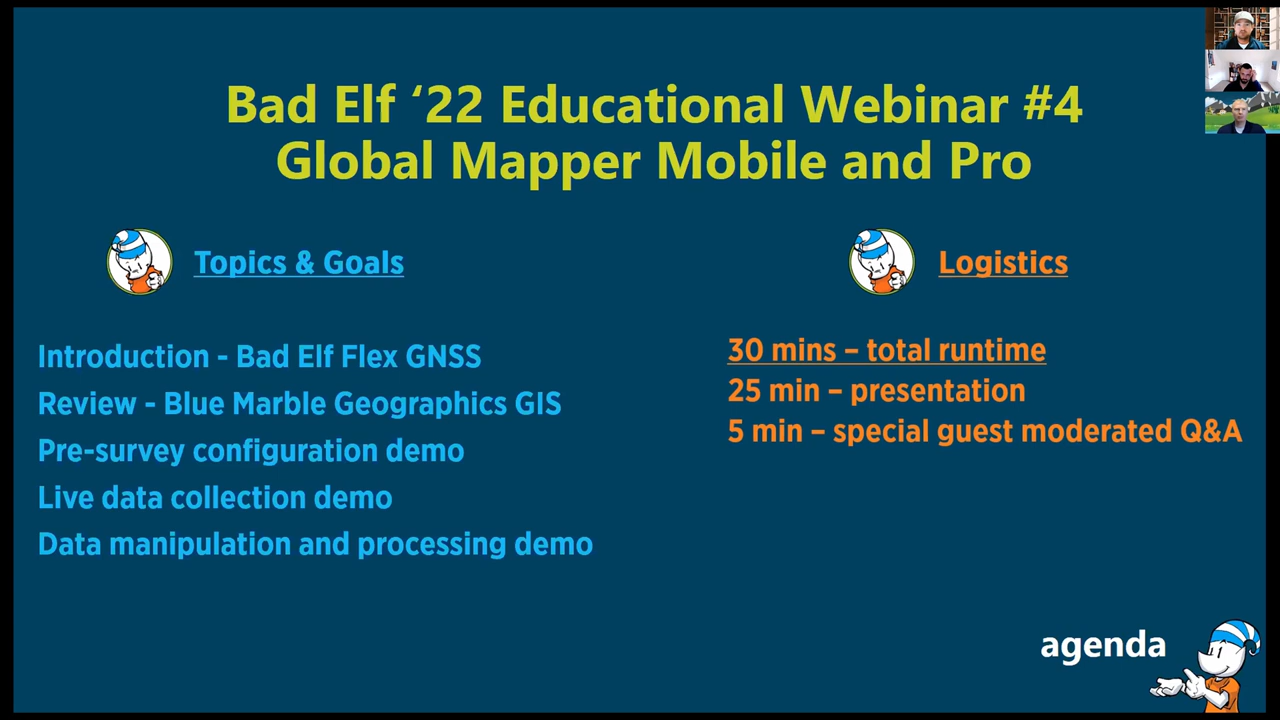 Bad Elf ‘22 Educational Webinar #4
Global Mapper Mobile and Pro
Topics & Goals
Introduction - Bad Elf Flex GNSS
Review - Blue Marble Geographics GIS
Pre-survey configuration demo
Live data collection demo
Data manipulation and processing demo
Logistics
30 mins – total runtime
25 min – presentation
5 min – special guest moderated Q&A
agenda